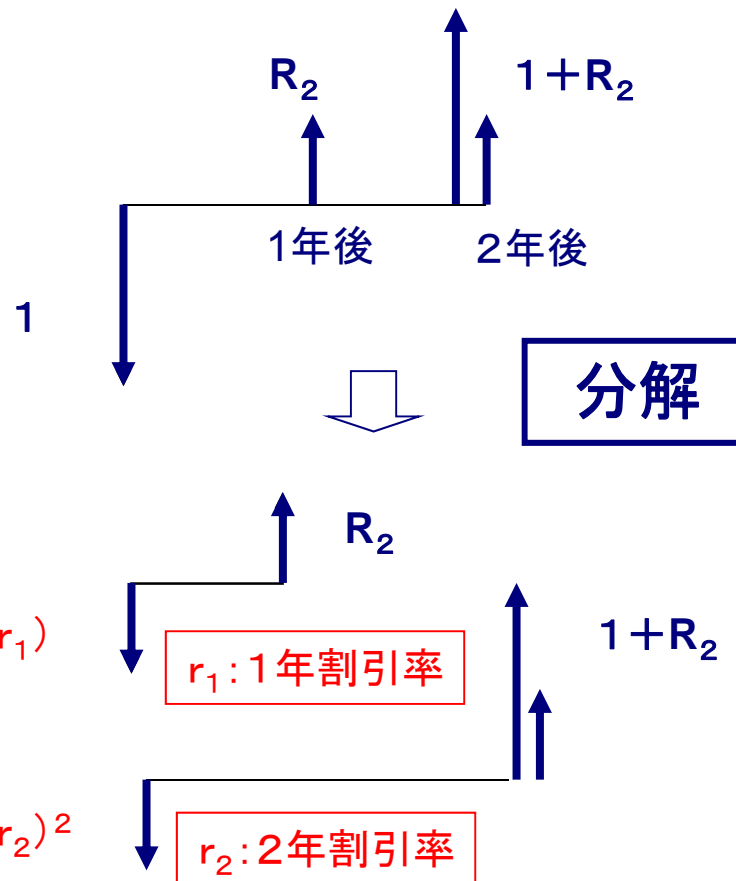 R₂
1+R₂
1年後
2年後
1
分解
R₂
r₁)
r₁:1年割引率
1+R₂
r₂)²
r₂:2年割引率